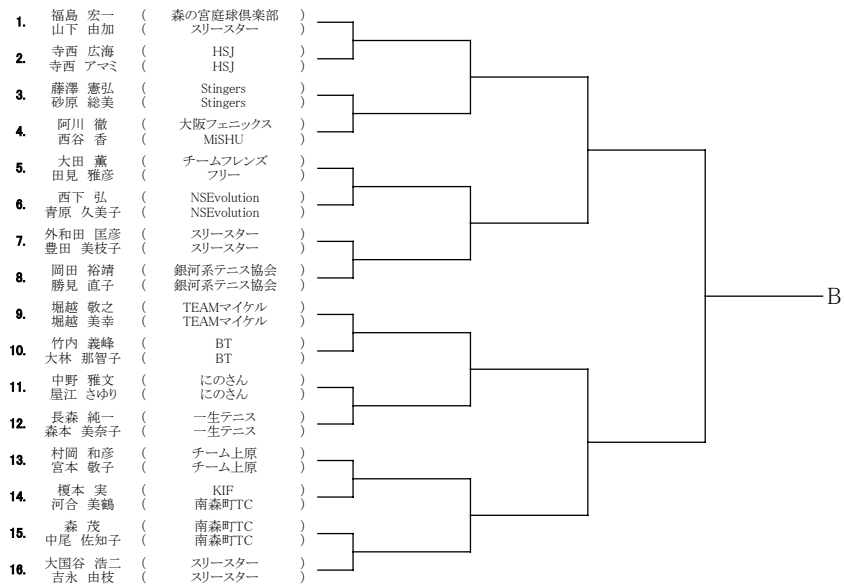 1. 福島 宏一 ( 森の宮庭球倶楽部 )
山下 由加 ( スリースター )
2. 寺西 広海 ( HSJ )
寺西 アマミ ( HSJ )
3. 藤澤 憲弘 ( Stingers )
砂原 総美 ( Stingers )
4. 阿川 徹 ( 大阪フェニックス )
西谷 香 ( MiSHU )
5. 大田 薫 ( チームフレンズ )
田見 雅彦 ( フリー )
6. 西下 弘 ( NSEvolution )
青原 久美子 ( NSEvolution )
7. 外和田 匡彦 ( スリースター )
豊田 美枝子 ( スリースター )
8. 岡田 裕靖 ( 銀河系テニス協会 )
勝見 直子 ( 銀河系テニス協会 )
B
9. 堀越 敬之 ( TEAMマイケル )
堀越 美幸 ( TEAMマイケル )
10. 竹内 義峰 ( BT )
大林 那智子 ( BT )
11. 中野 雅文 ( にのさん )
屋江 さゆり ( にのさん )
12. 長森 純一 ( 一生テニス )
森本 美奈子 ( 一生テニス )
13. 村岡 和彦 ( チーム上原 )
宮本 敬子 ( チーム上原 )
14. 榎本 実 ( KIF )
河合 美鶴 ( 南森町TC )
15. 森 茂 ( 南森町TC )
中尾 佐知子 ( 南森町TC )
16. 大国谷 浩二 ( スリースター )
吉永 由枝 ( スリースター )